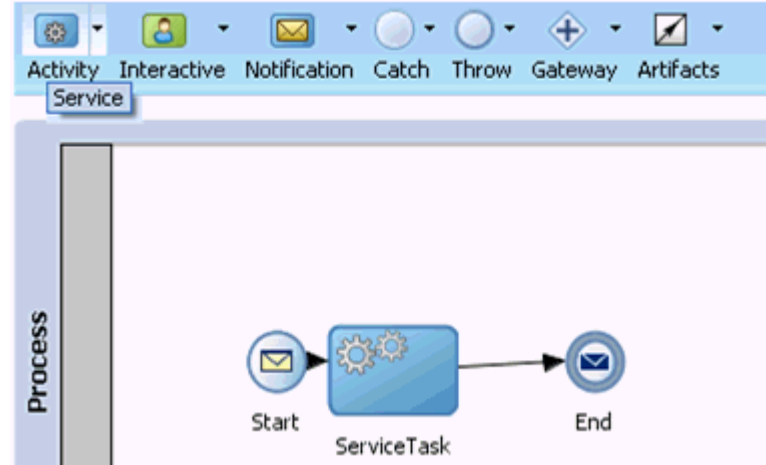 Activity Interactive Notification Catch Throw Gateway Artifacts
Service
Process
Start
End
ServiceTask